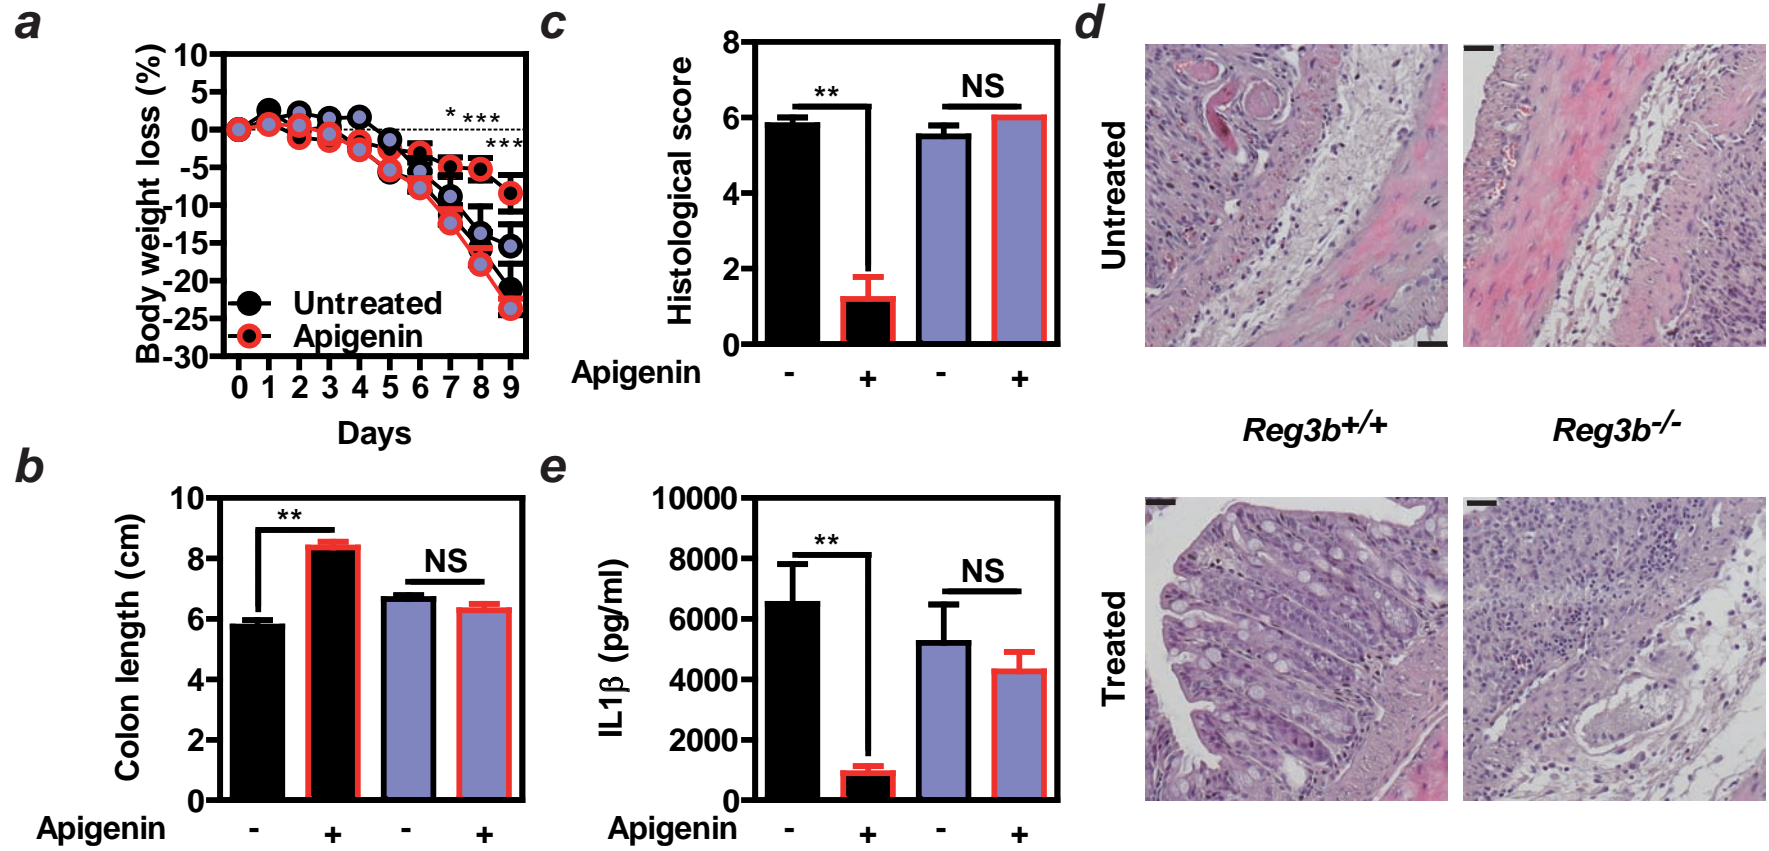 a
Body weight loss (%)
10
5
0
-5
-10
-15
-20
-25
-30
* ***
***
Untreated
Apigenin
0 1 2 3 4 5 6 7 8 9
Days
b
Colon length (cm)
10
8
6
4
2
0
**
NS
Apigenin - + - +
c
Histological score
8
6
4
2
0
**
NS
Apigenin - + - +
d
Untreated
Reg3b+/+ Reg3b-/-
Treated
e
IL1β (pg/ml)
10000
8000
6000
4000
2000
0
**
NS
Apigenin - + - +